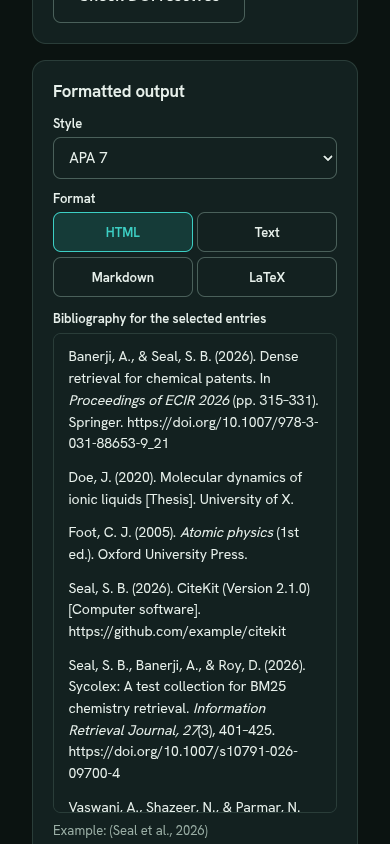 Formatted output
Style
APA 7
Format
HTML
Text
Markdown
LaTeX
Bibliography for the selected entries
Banerji, A., & Seal, S. B. (2026). Dense
retrieval for chemical patents. In
Proceedings of ECIR 2026 (pp. 315–331).
Springer. https://doi.org/10.1007/978-3-
031-88653-9_21
Doe, J. (2020). Molecular dynamics of
ionic liquids [Thesis]. University of X.
Foot, C. J. (2005). Atomic physics (1st
ed.). Oxford University Press.
Seal, S. B. (2026). CiteKit (Version 2.1.0)
[Computer software].
https://github.com/example/citekit
Seal, S. B., Banerji, A., & Roy, D. (2026).
Sycolex: A test collection for BM25
chemistry retrieval. Information
Retrieval Journal, 27(3), 401–425.
https://doi.org/10.1007/s10791-026-
09700-4
Vaswani, A., Shazeer, N., & Parmar, N.
Example: (Seal et al., 2026)